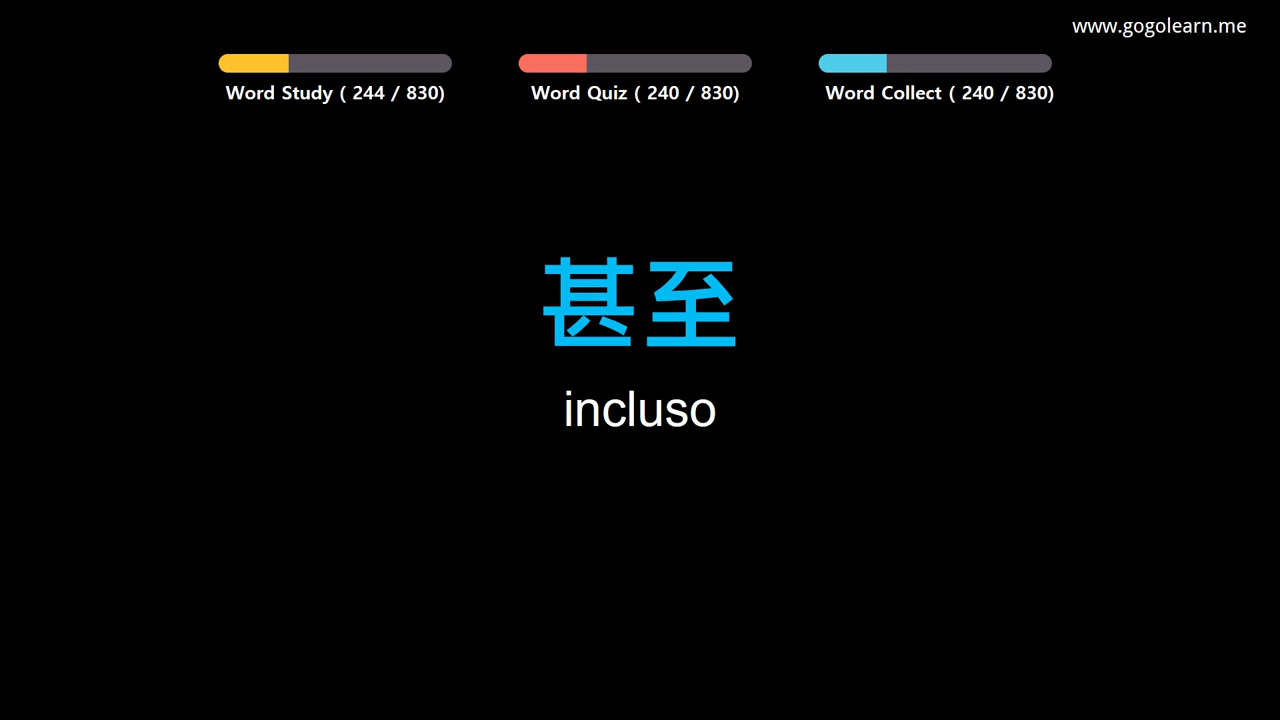 www.gogolearn.me
Word Study ( 244 / 830)
Word Quiz ( 240 / 830)
Word Collect ( 240 / 830)
甚至
incluso